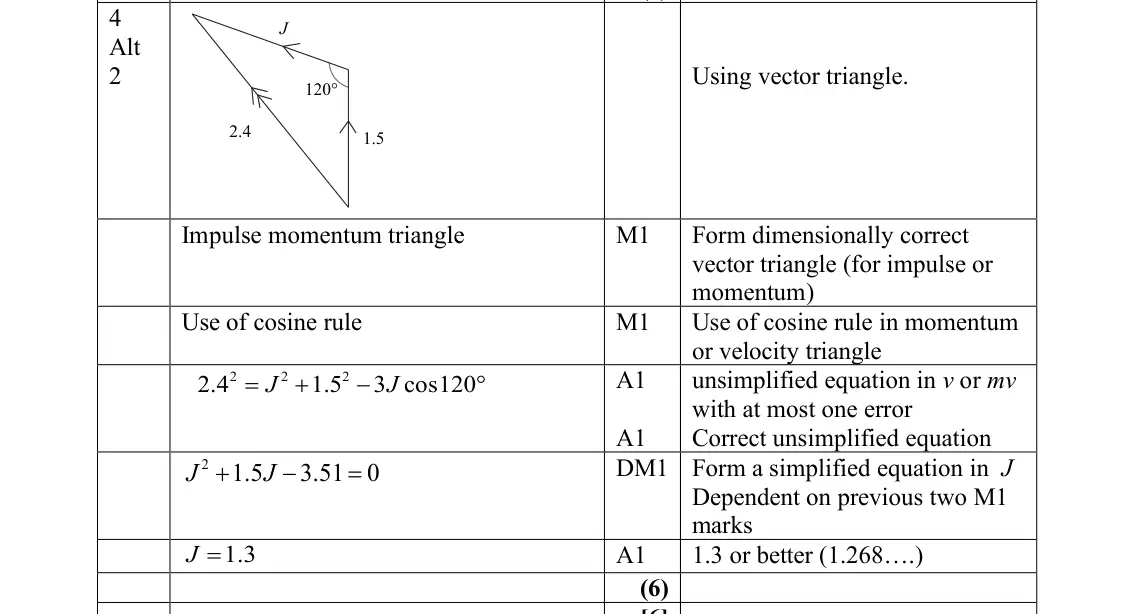 4
Alt
2
J
120°
2.4
1.5
Using vector triangle.
Impulse momentum triangle
M1
Form dimensionally correct
vector triangle (for impulse or
momentum)
Use of cosine rule
M1
Use of cosine rule in momentum
or velocity triangle
2.4² = J² + 1.5² − 3J cos120°
A1
unsimplified equation in v or mv
with at most one error
A1
Correct unsimplified equation
J² + 1.5J − 3.51 = 0
DM1
Form a simplified equation in J
Dependent on previous two M1
marks
J = 1.3
A1
1.3 or better (1.268….)
(6)